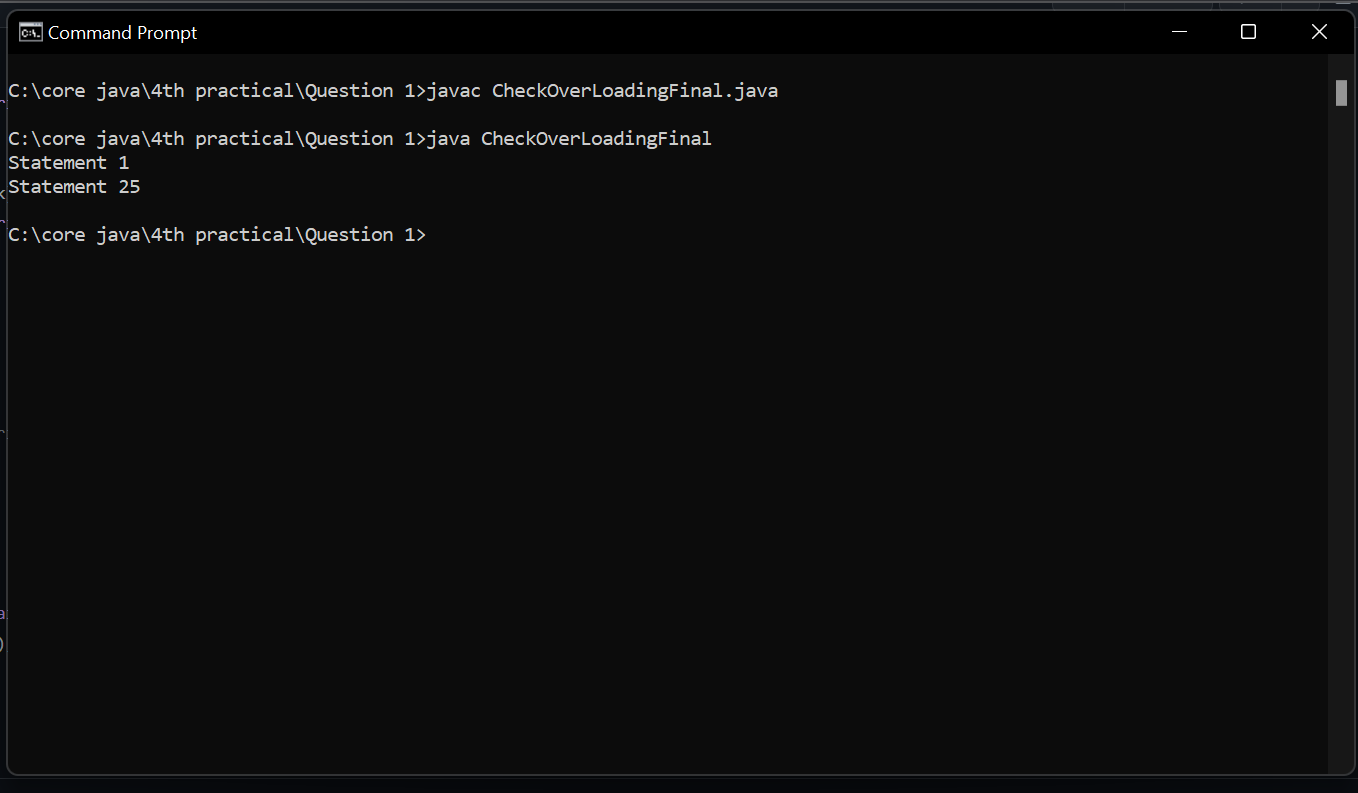 Command Prompt
C:\core java\4th practical\Question 1>javac CheckOverLoadingFinal.java
C:\core java\4th practical\Question 1>java CheckOverLoadingFinal
Statement 1
Statement 25
C:\core java\4th practical\Question 1>